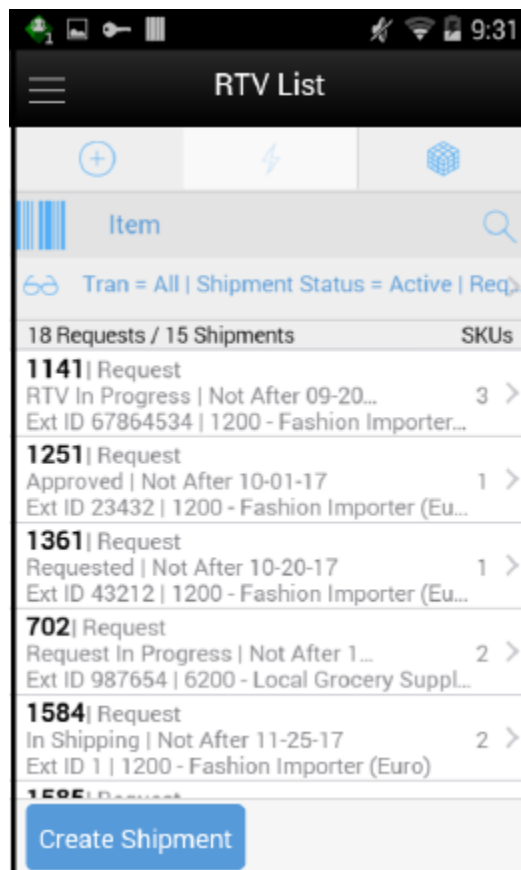 1 9:31
RTV List
Item
Tran = All | Shipment Status = Active | Req
18 Requests / 15 Shipments SKUs
1141| Request
RTV In Progress | Not After 09-20... 3
Ext ID 67864534 | 1200 - Fashion Importer...
1251| Request
Approved | Not After 10-01-17 1
Ext ID 23432 | 1200 - Fashion Importer (Eu...
1361| Request
Requested | Not After 10-20-17 1
Ext ID 43212 | 1200 - Fashion Importer (Eu...
702| Request
Request In Progress | Not After 1... 2
Ext ID 987654 | 6200 - Local Grocery Suppl...
1584| Request
In Shipping | Not After 11-25-17 2
Ext ID 1 | 1200 - Fashion Importer (Euro)
1585| Request
Create Shipment